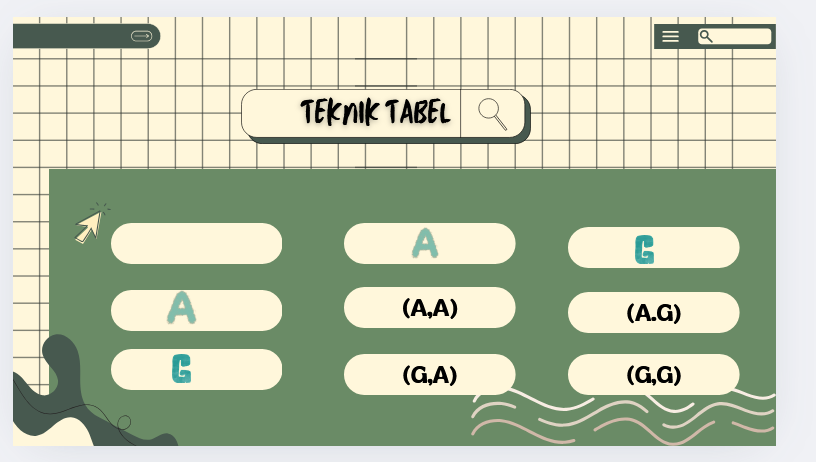 TEKNIK TABEL
A G
A (A,A) (A.G)
G (G,A) (G,G)